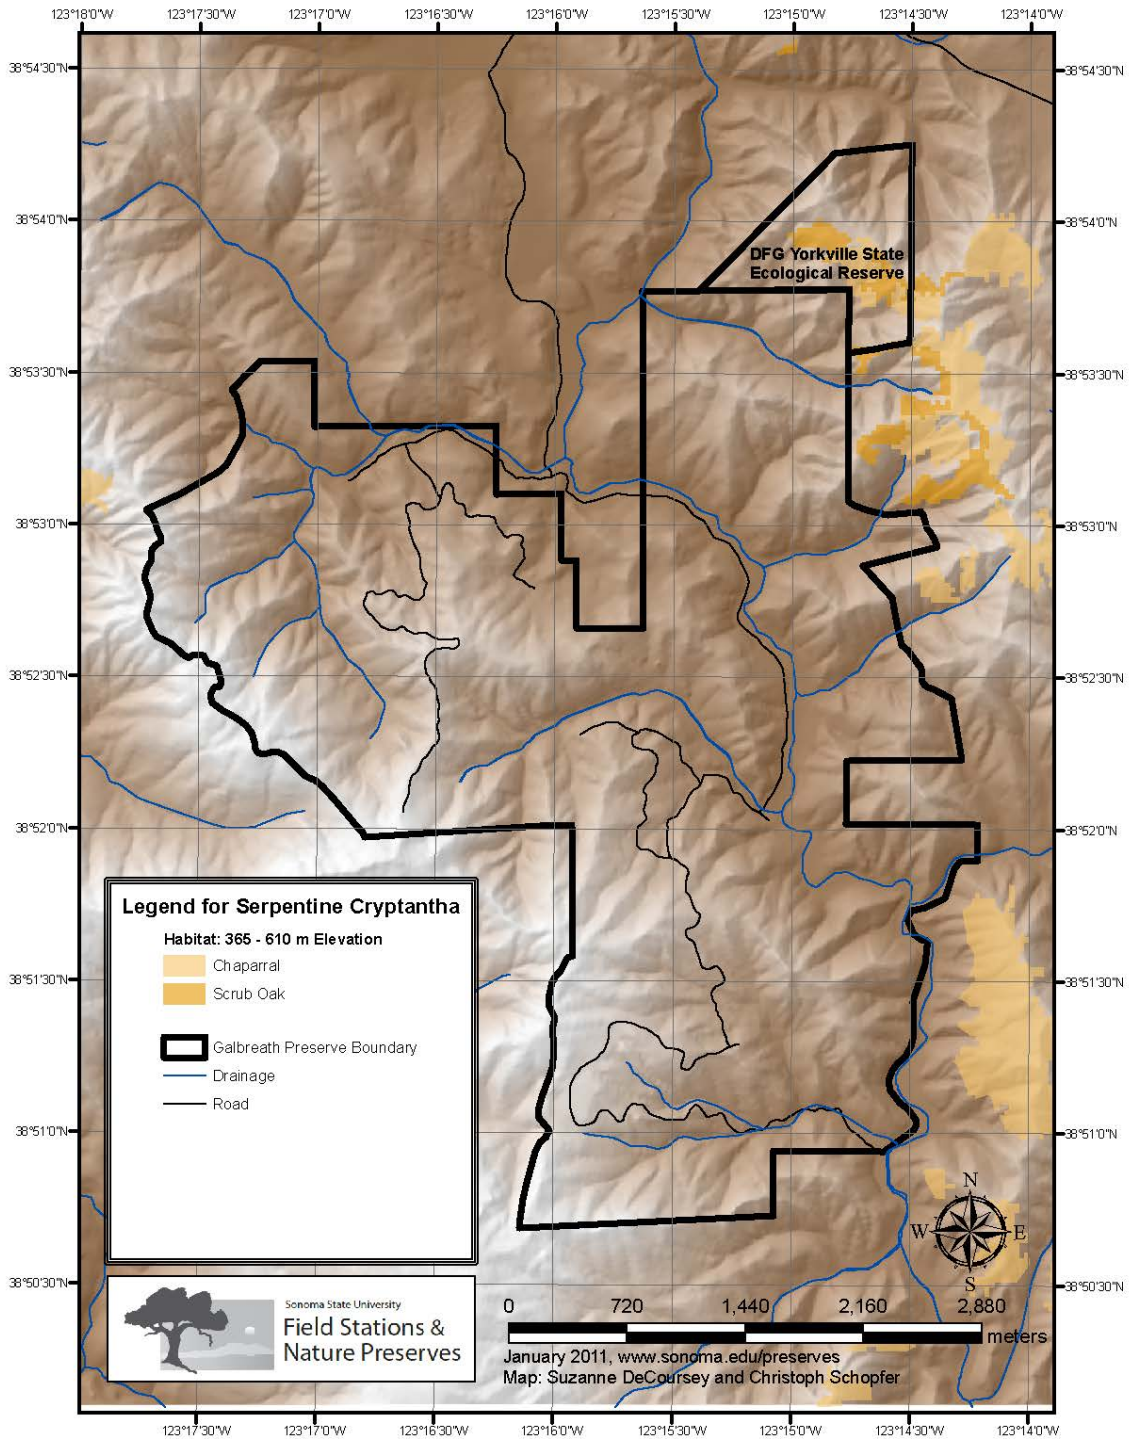 123°18'0"W 123°17'30"W 123°17'0"W 123°16'30"W 123°16'0"W 123°15'30"W 123°15'0"W 123°14'30"W 123°14'0"W
38°54'30"N 38°54'30"N
38°54'0"N 38°54'0"N
DFG Yorkville State
Ecological Reserve
38°53'30"N 38°53'30"N
38°53'0"N 38°53'0"N
38°52'30"N 38°52'30"N
38°52'0"N 38°52'0"N
Legend for Serpentine Cryptantha
Habitat: 365 - 610 m Elevation
Chaparral
Scrub Oak
Galbreath Preserve Boundary
Drainage
Road
38°51'30"N 38°51'30"N
38°51'0"N 38°51'0"N
N
W E
S
38°50'30"N 38°50'30"N
Sonoma State University
Field Stations &
Nature Preserves
0 720 1,440 2,160 2,880
meters
January 2011, www.sonoma.edu/preserves
Map: Suzanne DeCoursey and Christoph Schopfer
123°17'30"W 123°17'0"W 123°16'30"W 123°16'0"W 123°15'30"W 123°15'0"W 123°14'30"W 123°14'0"W